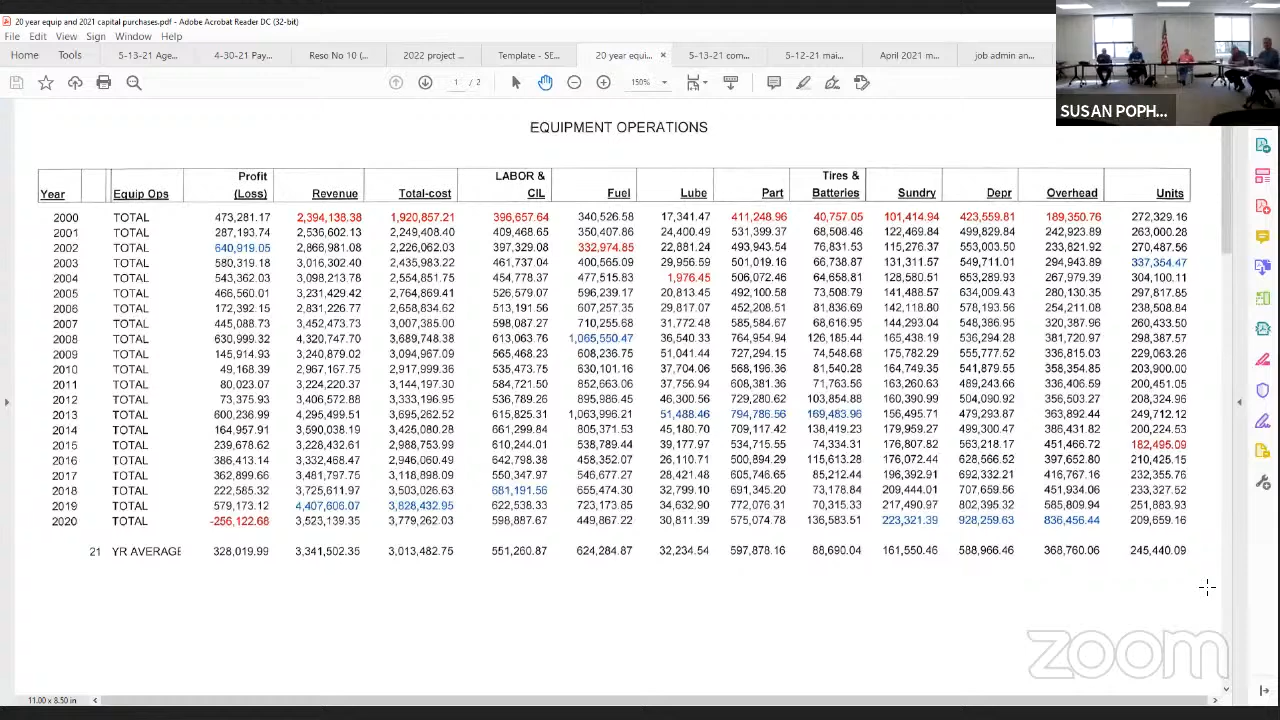 20 year equip and 2021 capital purchases.pdf - Adobe Acrobat Reader DC (32-bit)
File Edit View Sign Window Help
Home Tools 5-13-21 Age... 4-30-21 Pay... Reso No 10 (... 2022 project ... Templa... SE... 20 year equi... × 5-13-21 com... 5-12-21 mai... April 2021 m... job admin an...
1 / 2 150%
SUSAN POPH...
EQUIPMENT OPERATIONS
Year Equip Ops Profit (Loss) Revenue Total-cost LABOR & CIL Fuel Lube Part Tires & Batteries Sundry Depr Overhead Units
2000 TOTAL 473,281.17 2,394,138.38 1,920,857.21 396,657.64 340,526.58 17,341.47 411,248.96 40,757.05 101,414.94 423,559.81 189,350.76 272,329.16
2001 TOTAL 287,193.74 2,536,602.13 2,249,408.40 409,468.65 350,407.86 24,400.49 531,399.37 68,508.46 122,469.84 499,829.84 242,923.89 263,000.28
2002 TOTAL 640,919.05 2,866,981.08 2,226,062.03 397,329.08 332,974.85 22,881.24 493,943.54 76,831.53 115,276.37 553,003.50 233,821.92 270,487.56
2003 TOTAL 580,319.18 3,016,302.40 2,435,983.22 461,737.04 400,565.09 29,956.59 501,019.16 66,738.87 131,311.57 549,711.01 294,943.89 337,354.47
2004 TOTAL 543,362.03 3,098,213.78 2,554,851.75 454,778.37 477,515.83 1,976.45 506,072.46 64,658.81 128,580.51 653,289.93 267,979.39 304,100.11
2005 TOTAL 466,560.01 3,231,429.42 2,764,869.41 526,579.07 596,239.17 20,813.45 492,100.58 73,508.79 141,488.57 634,009.43 280,130.35 297,817.85
2006 TOTAL 172,392.15 2,831,226.77 2,658,834.62 513,191.56 607,257.35 29,817.07 452,208.51 81,836.69 142,118.80 578,193.56 254,211.08 238,508.84
2007 TOTAL 445,088.73 3,452,473.73 3,007,385.00 598,087.27 710,255.68 31,772.48 585,584.67 68,616.95 144,293.04 548,386.95 320,387.96 260,433.50
2008 TOTAL 630,999.32 4,320,747.70 3,689,748.38 613,063.76 1,065,550.47 36,540.33 764,954.94 126,185.44 165,438.19 536,294.28 381,720.97 298,387.57
2009 TOTAL 145,914.93 3,240,879.02 3,094,967.09 565,468.23 608,236.75 51,041.44 727,294.15 74,548.68 175,782.29 555,777.52 336,815.03 229,063.26
2010 TOTAL 49,168.39 2,967,167.75 2,917,999.36 535,473.75 630,101.16 37,704.06 568,196.36 81,540.28 164,749.35 541,879.55 358,354.85 203,900.00
2011 TOTAL 80,023.07 3,224,220.37 3,144,197.30 584,721.50 852,663.06 37,756.94 608,381.36 71,763.56 163,260.63 489,243.66 336,406.59 200,451.05
2012 TOTAL 73,375.93 3,406,572.88 3,333,196.95 536,789.26 895,986.45 46,300.56 729,280.62 103,854.88 160,390.99 504,090.92 356,503.27 208,324.96
2013 TOTAL 600,236.99 4,295,499.51 3,695,262.52 615,825.31 1,063,996.21 51,488.46 794,786.56 169,483.96 156,495.71 479,293.87 363,892.44 249,712.12
2014 TOTAL 164,957.91 3,590,038.19 3,425,080.28 661,299.84 805,371.53 45,180.70 709,117.42 138,419.23 179,959.27 499,300.47 386,431.82 200,224.53
2015 TOTAL 239,678.62 3,228,432.61 2,988,753.99 610,244.01 538,789.44 39,177.97 534,715.55 74,334.31 176,807.82 563,218.17 451,466.72 182,495.09
2016 TOTAL 386,413.14 3,332,468.47 2,946,060.49 642,798.38 458,352.07 26,110.71 500,894.29 115,613.28 176,072.44 628,566.52 397,652.80 210,425.15
2017 TOTAL 362,899.66 3,481,797.75 3,118,898.09 550,347.97 546,677.27 28,421.48 605,746.65 85,212.44 196,392.91 692,332.21 416,767.16 232,355.76
2018 TOTAL 222,585.32 3,725,611.97 3,503,026.63 681,191.56 655,474.30 32,799.10 691,345.20 73,178.84 209,444.01 707,659.56 451,934.06 233,327.52
2019 TOTAL 579,173.12 4,407,606.07 3,828,432.95 622,538.33 723,173.85 34,632.90 772,076.31 70,315.33 217,490.97 802,395.32 585,809.94 251,883.93
2020 TOTAL -256,122.68 3,523,139.35 3,779,262.03 598,887.67 449,867.22 30,811.39 575,074.78 136,583.51 223,321.39 928,259.63 836,456.44 209,659.16
21 YR AVERAGE 328,019.99 3,341,502.35 3,013,482.75 551,260.87 624,284.87 32,234.54 597,878.16 88,690.04 161,550.46 588,966.46 368,760.06 245,440.09
zoom
11.00 x 8.50 in